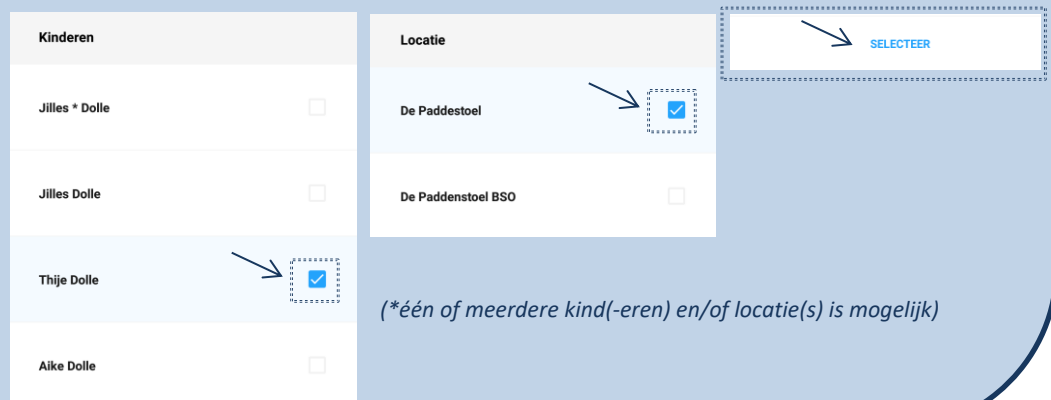 Kinderen
Jilles * Dolle
Jilles Dolle
Thije Dolle
Aike Dolle
Locatie
De Paddestoel
De Paddenstoel BSO
SELECTEER
(*één of meerdere kind(-eren) en/of locatie(s) is mogelijk)